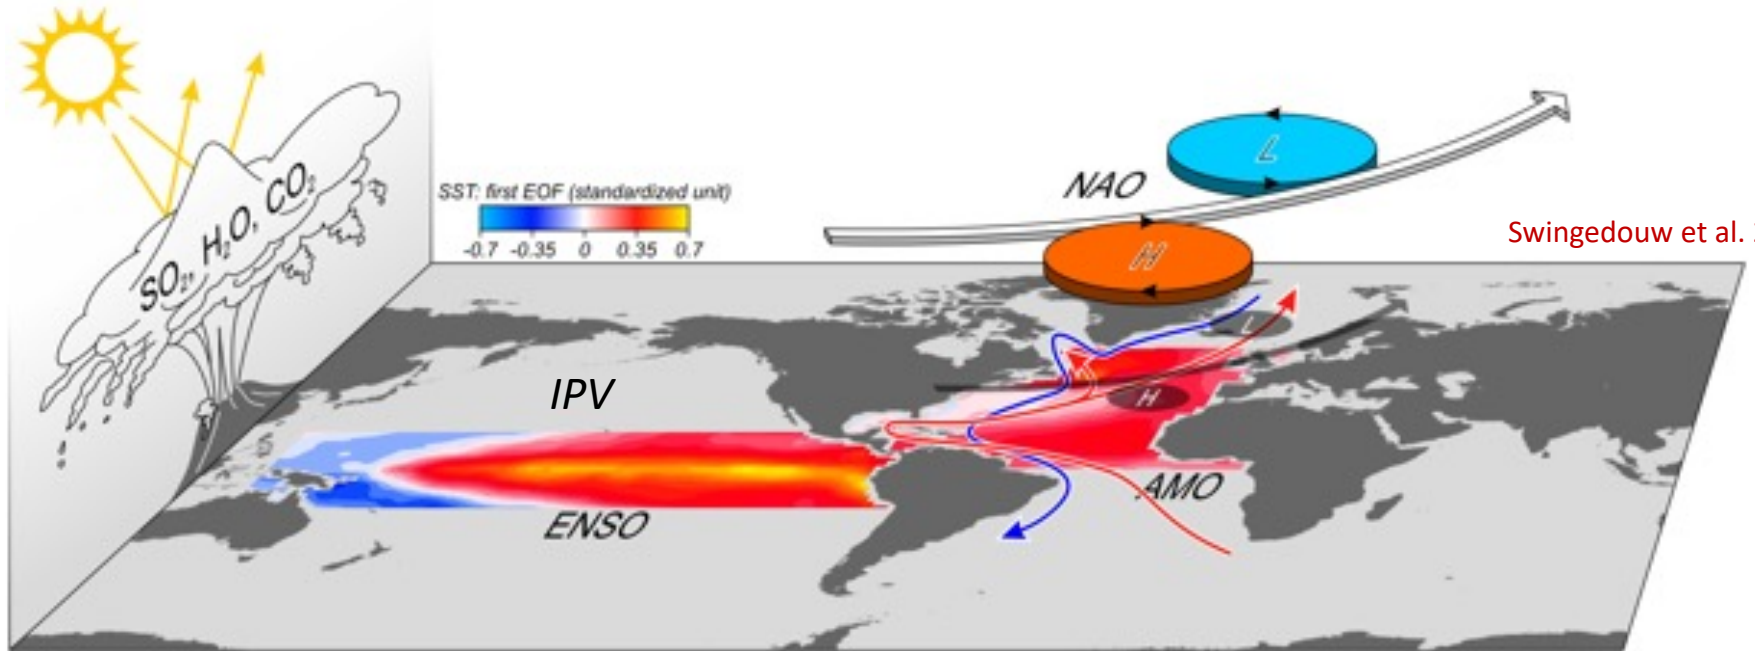 SO₂, H₂O, CO₂
SST: first EOF (standardized unit)
-0.7 -0.35 0 0.35 0.7
NAO
L
H
Swingedouw et al.
L
H
IPV
ENSO
AMO